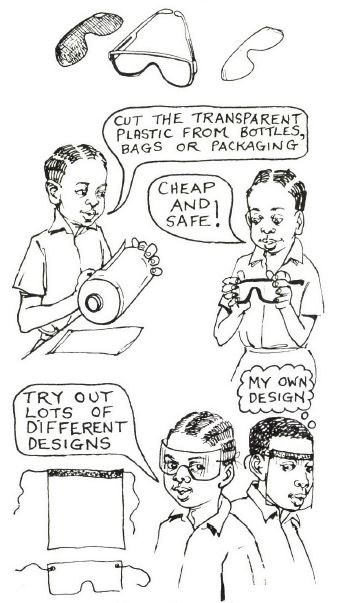 CUT THE TRANSPARENT
PLASTIC FROM BOTTLES,
BAGS OR PACKAGING
CHEAP
AND
SAFE!
TRY OUT
LOTS OF
DIFFERENT
DESIGNS
MY OWN
DESIGN